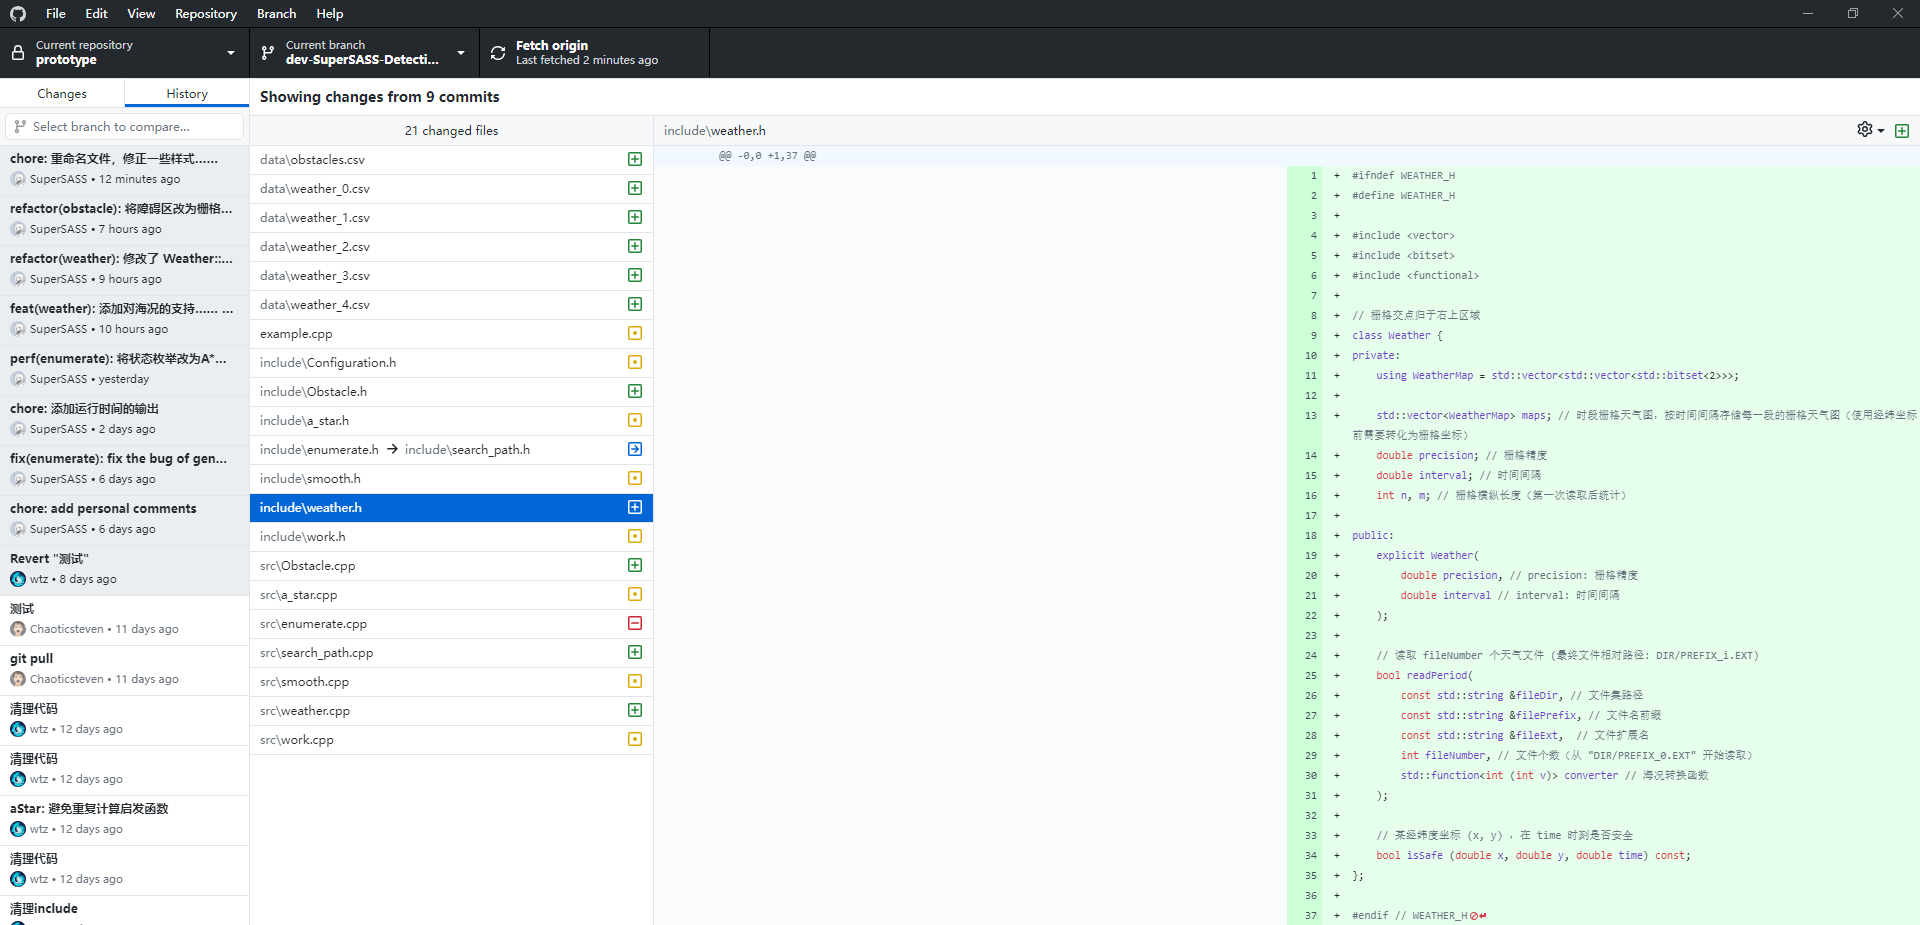 File Edit View Repository Branch Help
Current repository
prototype
Current branch
dev-SuperSASS-Detecti...
Fetch origin
Last fetched 2 minutes ago
Changes
History
Select branch to compare...
chore: 重命名文件，修正一些样式......
SuperSASS • 12 minutes ago
refactor(obstacle): 将障碍区改为栅格...
SuperSASS • 7 hours ago
refactor(weather): 修改了 Weather::...
SuperSASS • 9 hours ago
feat(weather): 添加对海况的支持...... ...
SuperSASS • 10 hours ago
perf(enumerate): 将状态枚举改为A*...
SuperSASS • yesterday
chore: 添加运行时间的输出
SuperSASS • 2 days ago
fix(enumerate): fix the bug of gen...
SuperSASS • 6 days ago
chore: add personal comments
SuperSASS • 6 days ago
Revert "测试"
wtz • 8 days ago
测试
Chaoticsteven • 11 days ago
git pull
Chaoticsteven • 11 days ago
清理代码
wtz • 12 days ago
清理代码
wtz • 12 days ago
aStar: 避免重复计算启发函数
wtz • 12 days ago
清理代码
wtz • 12 days ago
清理include
Showing changes from 9 commits
21 changed files
data\obstacles.csv
data\weather_0.csv
data\weather_1.csv
data\weather_2.csv
data\weather_3.csv
data\weather_4.csv
example.cpp
include\Configuration.h
include\Obstacle.h
include\a_star.h
include\enumerate.h → include\search_path.h
include\smooth.h
include\weather.h
include\work.h
src\Obstacle.cpp
src\a_star.cpp
src\enumerate.cpp
src\search_path.cpp
src\smooth.cpp
src\weather.cpp
src\work.cpp
include\weather.h
@@ -0,0 +1,37 @@
1 + #ifndef WEATHER_H
2 + #define WEATHER_H
3 +
4 + #include <vector>
5 + #include <bitset>
6 + #include <functional>
7 +
8 + // 栅格交点归于右上区域
9 + class Weather {
10 + private:
11 + using WeatherMap = std::vector<std::vector<std::bitset<2>>>;
12 +
13 + std::vector<WeatherMap> maps; // 时段栅格天气图，按时间间隔存储每一段的栅格天气图（使用经纬坐标
前需要转化为栅格坐标）
14 + double precision; // 栅格精度
15 + double interval; // 时间间隔
16 + int n, m; // 栅格横纵长度（第一次读取后统计）
17 +
18 + public:
19 + explicit Weather(
20 + double precision, // precision: 栅格精度
21 + double interval // interval: 时间间隔
22 + );
23 +
24 + // 读取 fileNumber 个天气文件 (最终文件相对路径: DIR/PREFIX_i.EXT)
25 + bool readPeriod(
26 + const std::string &fileDir, // 文件集路径
27 + const std::string &filePrefix, // 文件名前缀
28 + const std::string &fileExt,  // 文件扩展名
29 + int fileNumber, // 文件个数（从 "DIR/PREFIX_0.EXT" 开始读取）
30 + std::function<int (int v)> converter // 海况转换函数
31 + );
32 +
33 + // 某经纬度坐标 (x, y) ，在 time 时刻是否安全
34 + bool isSafe (double x, double y, double time) const;
35 + };
36 +
37 + #endif // WEATHER_H